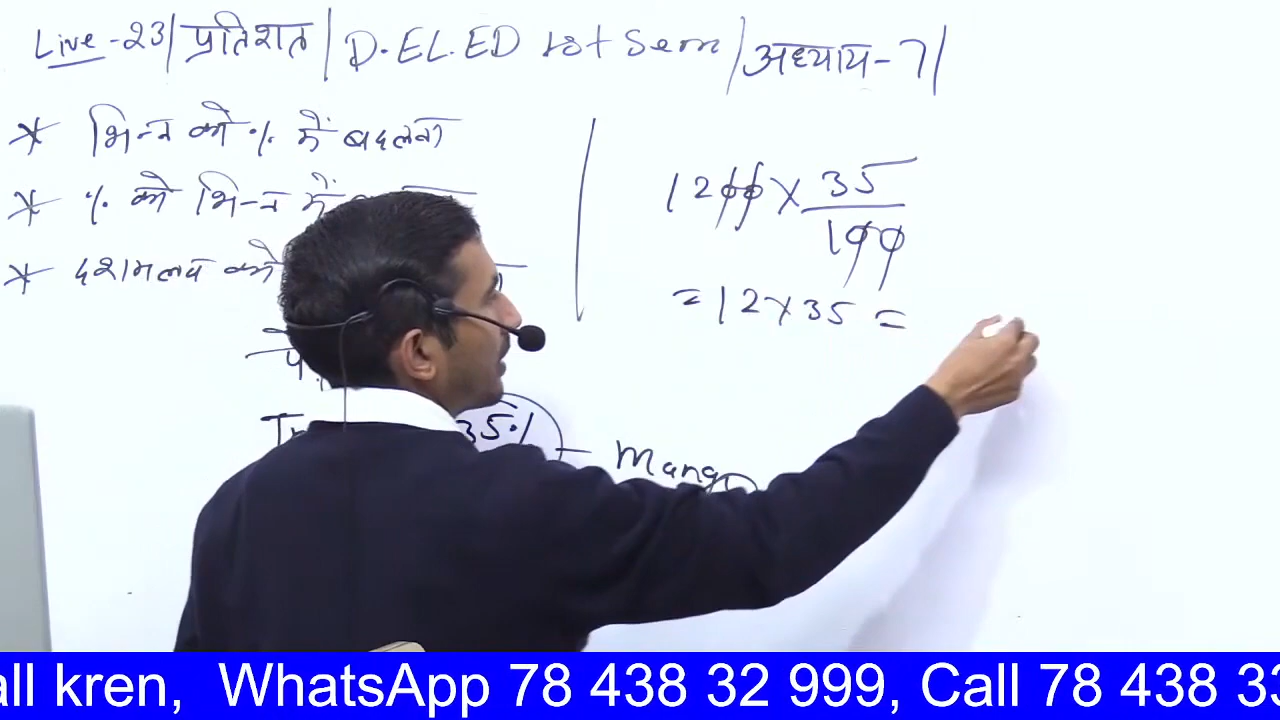 Live-23/ प्रतिशत / D.EL.ED 1st Sem / अध्याय-7/
* भिन्न को % में बदलना
* % को भिन्न में
* दशमलव को
35%
Mango
1200 × 35/100
= 12 × 35 =
all kren, WhatsApp 78 438 32 999, Call 78 438 33